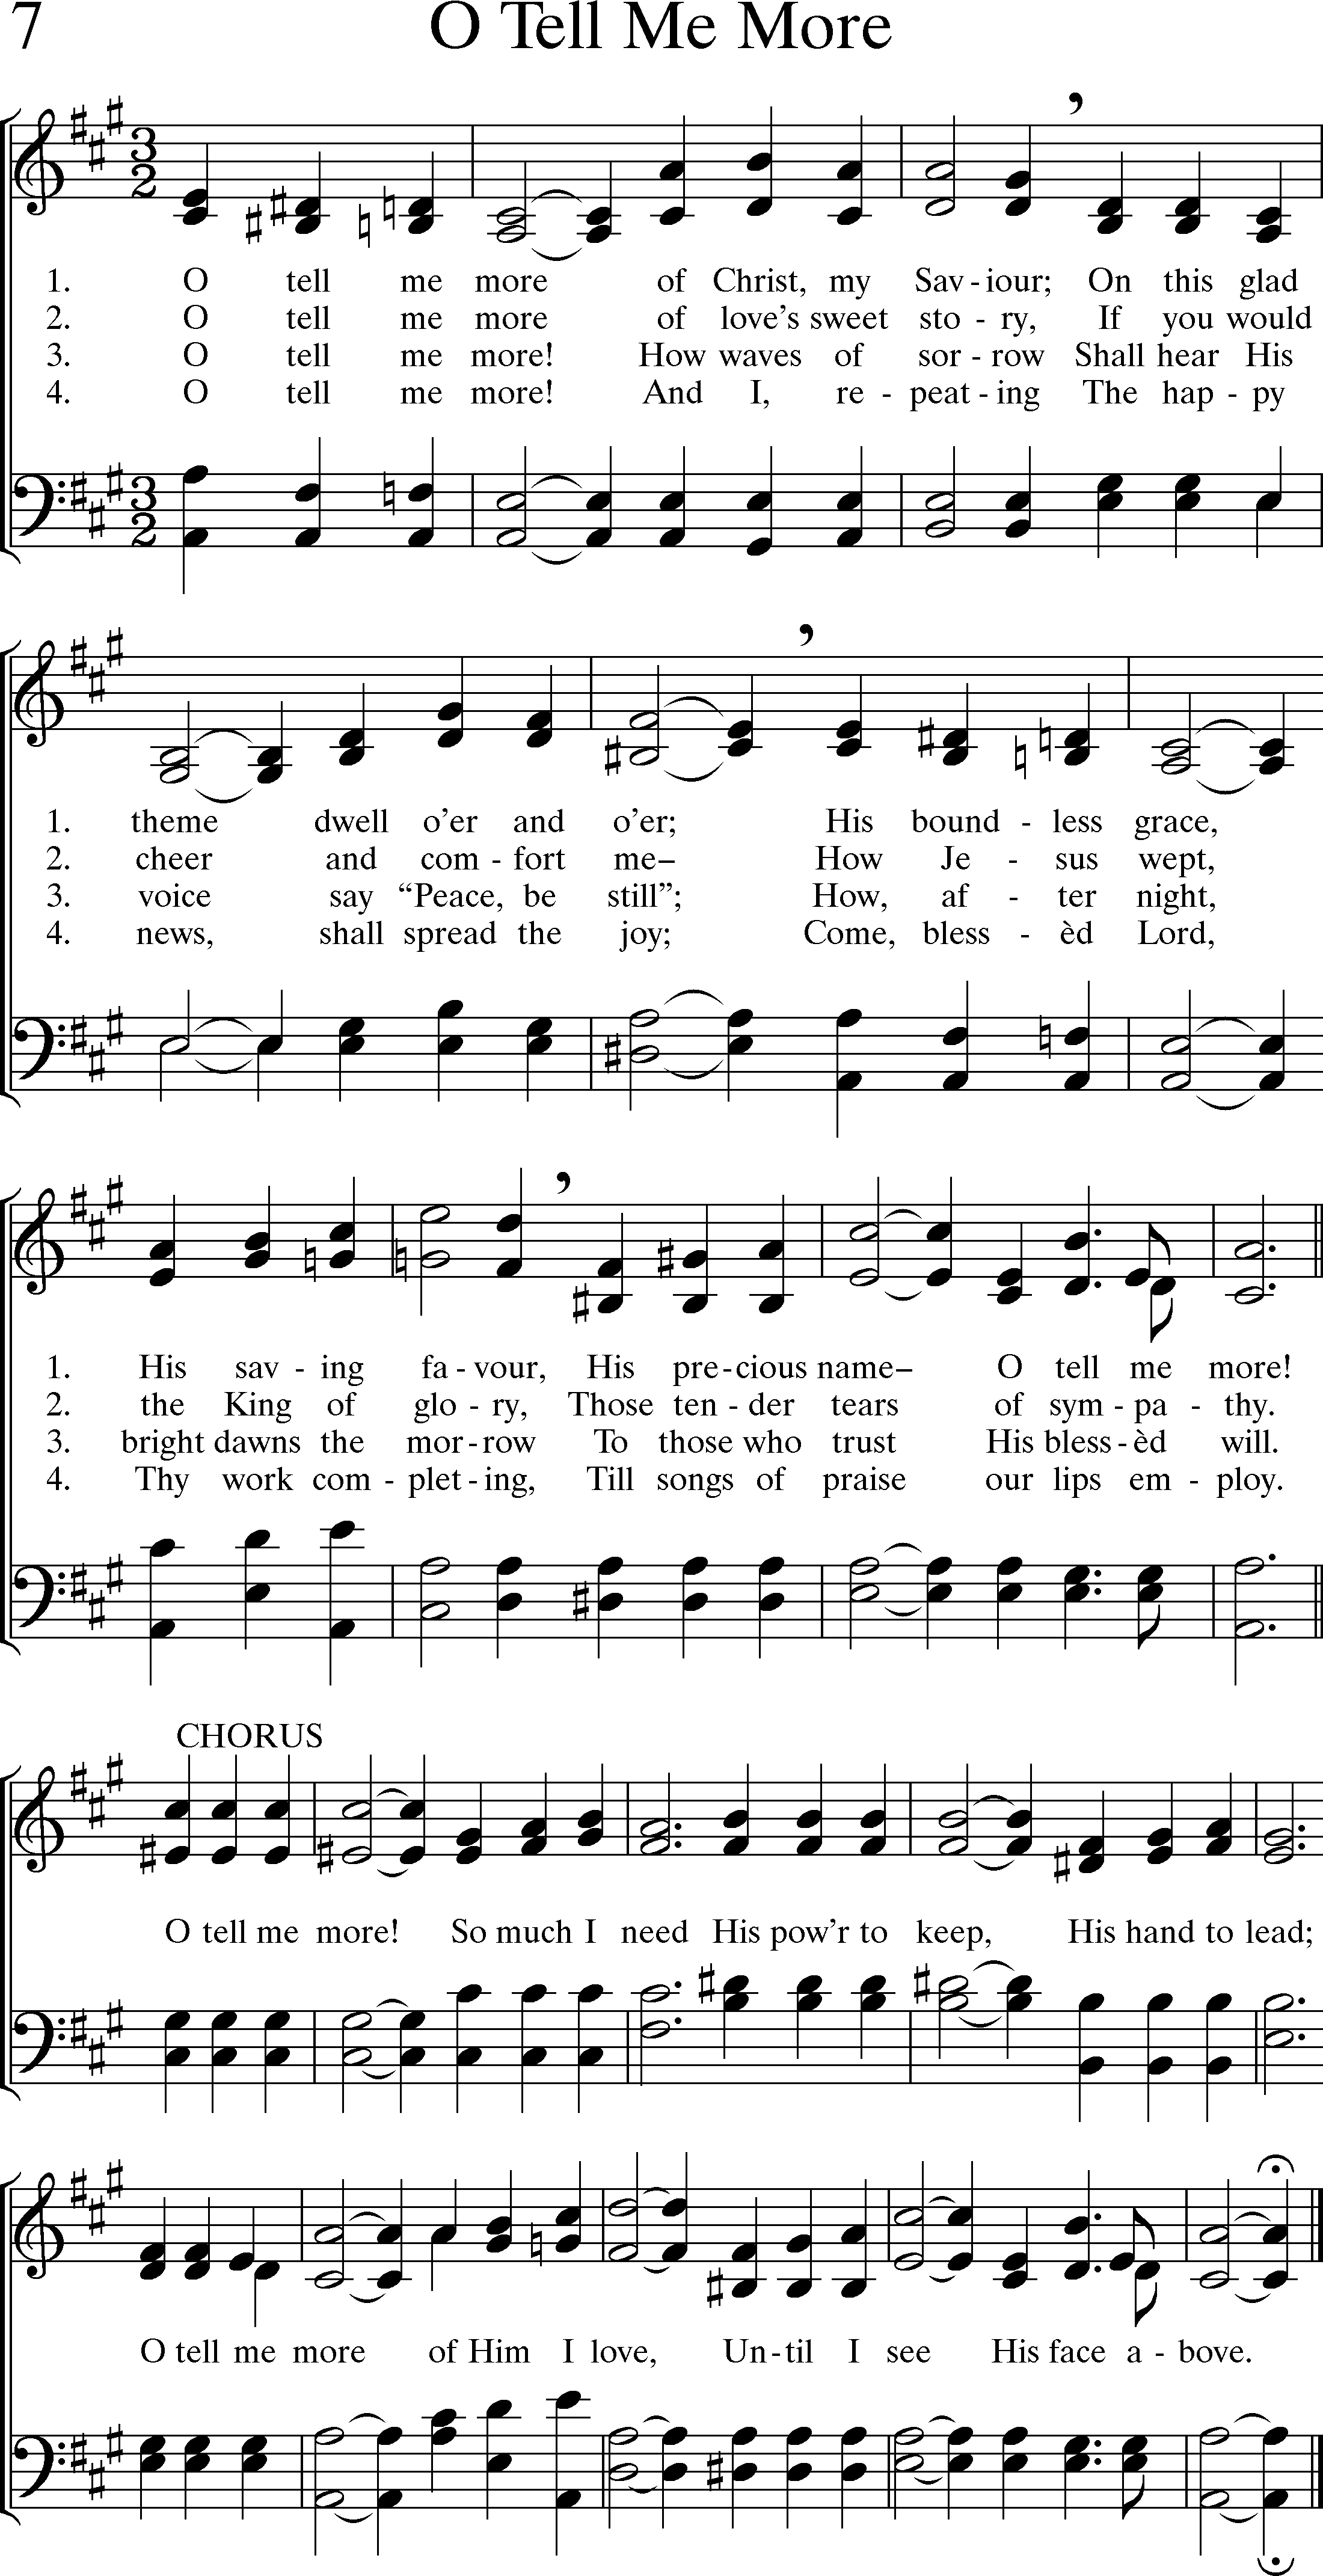 7 O Tell Me More
1. O tell me more of Christ, my Sav - iour; On this glad
2. O tell me more of love's sweet sto - ry, If you would
3. O tell me more! How waves of sor - row Shall hear His
4. O tell me more! And I, re - peat - ing The hap - py
1. theme dwell o'er and o'er; His bound - less grace,
2. cheer and com - fort me– How Je - sus wept,
3. voice say “Peace, be still”; How, af - ter night,
4. news, shall spread the joy; Come, bless - èd Lord,
1. His sav - ing fa - vour, His pre - cious name– O tell me more!
2. the King of glo - ry, Those ten - der tears of sym - pa - thy.
3. bright dawns the mor - row To those who trust His bless - èd will.
4. Thy work com - plet - ing, Till songs of praise our lips em - ploy.
CHORUS
O tell me more! So much I need His pow'r to keep, His hand to lead;
O tell me more of Him I love, Un - til I see His face a - bove.